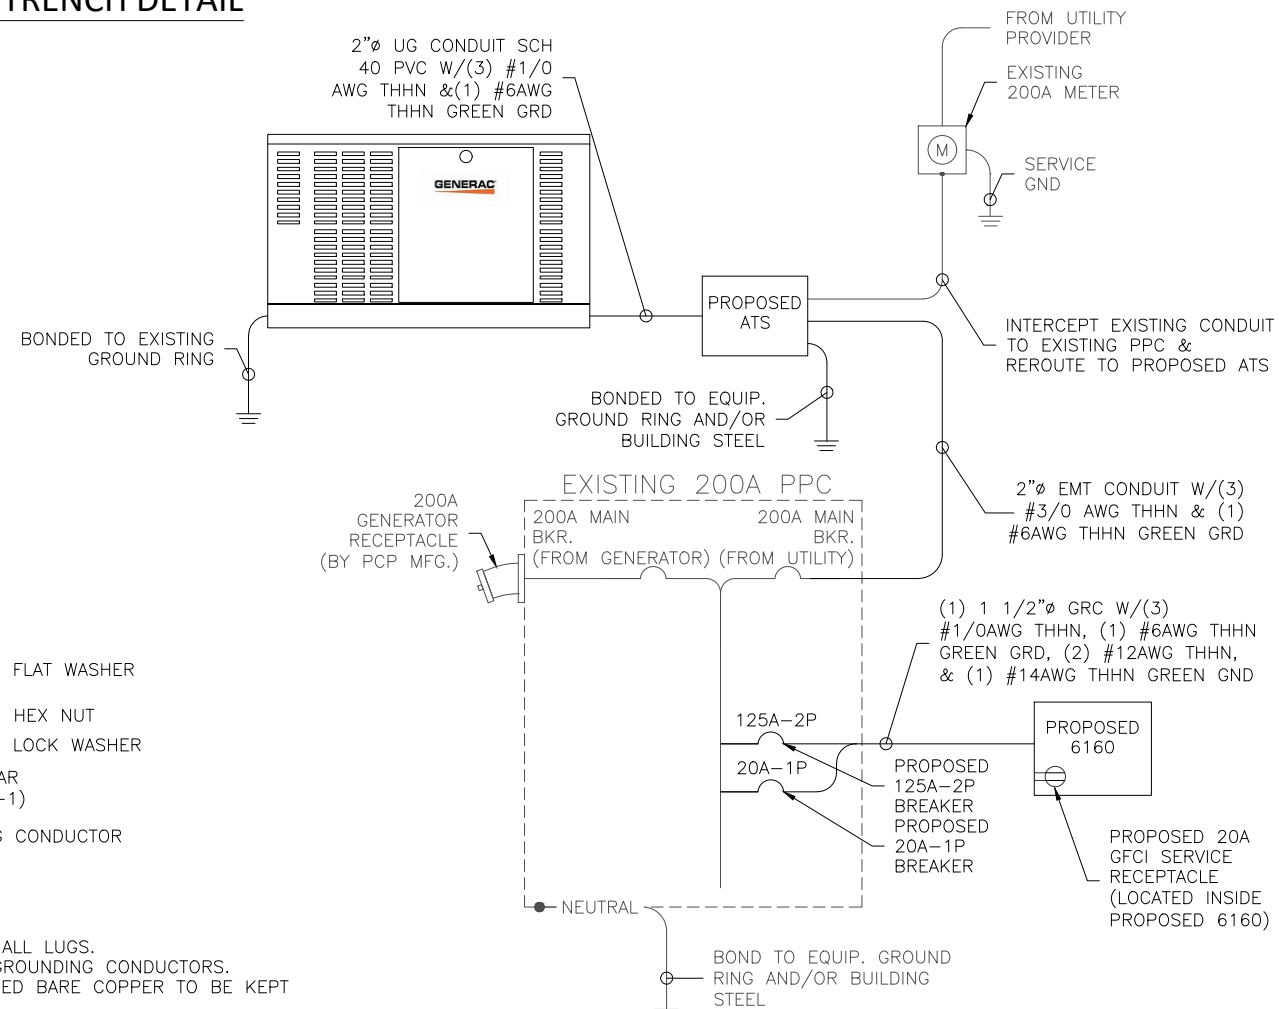 TRENCH DETAIL
2"ø UG CONDUIT SCH
40 PVC W/(3) #1/0
AWG THHN &(1) #6AWG
THHN GREEN GRD
GENERAC
BONDED TO EXISTING
GROUND RING
FROM UTILITY
PROVIDER
EXISTING
200A METER
M
SERVICE
GND
PROPOSED
ATS
INTERCEPT EXISTING CONDUIT
TO EXISTING PPC &
REROUTE TO PROPOSED ATS
BONDED TO EQUIP.
GROUND RING AND/OR
BUILDING STEEL
2"ø EMT CONDUIT W/(3)
#3/0 AWG THHN & (1)
#6AWG THHN GREEN GRD
EXISTING 200A PPC
200A
GENERATOR
RECEPTACLE
(BY PCP MFG.)
200A MAIN
BKR.
(FROM GENERATOR)
200A MAIN
BKR.
(FROM UTILITY)
(1) 1 1/2"ø GRC W/(3)
#1/0AWG THHN, (1) #6AWG THHN
GREEN GRD, (2) #12AWG THHN,
& (1) #14AWG THHN GREEN GND
125A-2P
20A-1P
PROPOSED
125A-2P
BREAKER
PROPOSED
20A-1P
BREAKER
PROPOSED
6160
PROPOSED 20A
GFCI SERVICE
RECEPTACLE
(LOCATED INSIDE
PROPOSED 6160)
NEUTRAL
BOND TO EQUIP. GROUND
RING AND/OR BUILDING
STEEL
FLAT WASHER
HEX NUT
LOCK WASHER
AR
-1)
CONDUCTOR
ALL LUGS.
GROUNDING CONDUCTORS.
ED BARE COPPER TO BE KEPT